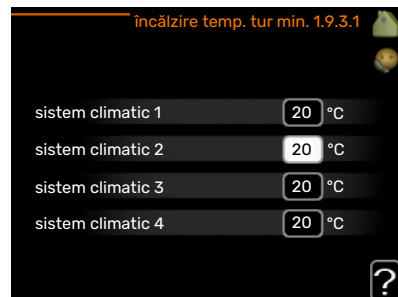 încălzire temp. tur min. 1.9.3.1
sistem climatic 1 20 °C
sistem climatic 2 20 °C
sistem climatic 3 20 °C
sistem climatic 4 20 °C
?